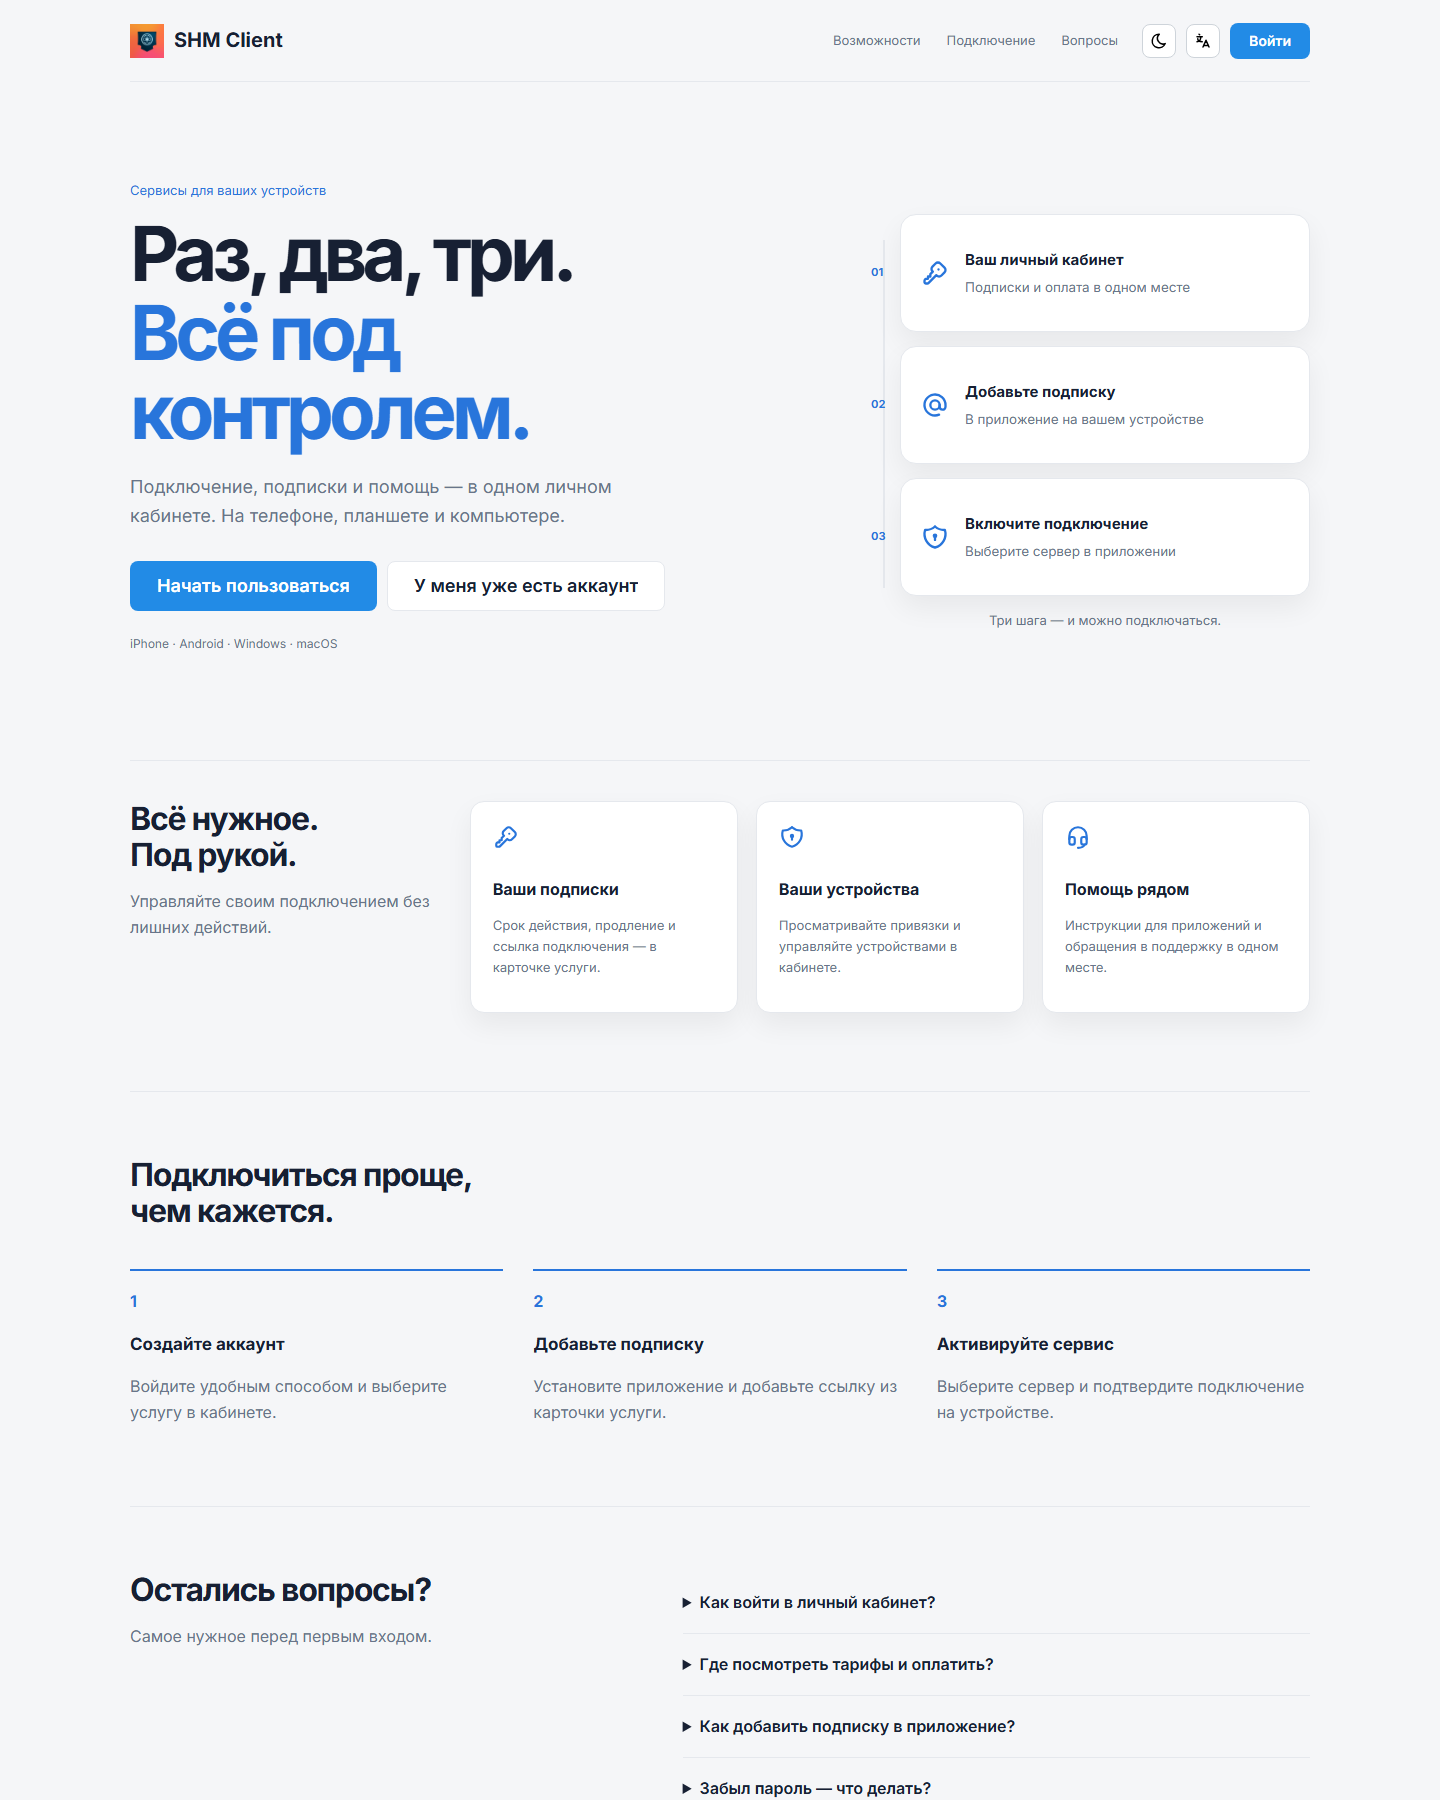 SHM Client
Возможности
Подключение
Вопросы
Войти
Сервисы для ваших устройств
Раз, два, три.
Всё под
контролем.
Подключение, подписки и помощь — в одном личном
кабинете. На телефоне, планшете и компьютере.
Начать пользоваться
У меня уже есть аккаунт
iPhone · Android · Windows · macOS
01
Ваш личный кабинет
Подписки и оплата в одном месте
02
Добавьте подписку
В приложение на вашем устройстве
03
Включите подключение
Выберите сервер в приложении
Три шага — и можно подключаться.
Всё нужное.
Под рукой.
Управляйте своим подключением без
лишних действий.
Ваши подписки
Срок действия, продление и
ссылка подключения — в
карточке услуги.
Ваши устройства
Просматривайте привязки и
управляйте устройствами в
кабинете.
Помощь рядом
Инструкции для приложений и
обращения в поддержку в одном
месте.
Подключиться проще,
чем кажется.
1
Создайте аккаунт
Войдите удобным способом и выберите
услугу в кабинете.
2
Добавьте подписку
Установите приложение и добавьте ссылку из
карточки услуги.
3
Активируйте сервис
Выберите сервер и подтвердите подключение
на устройстве.
Остались вопросы?
Самое нужное перед первым входом.
Как войти в личный кабинет?
Где посмотреть тарифы и оплатить?
Как добавить подписку в приложение?
Забыл пароль — что делать?